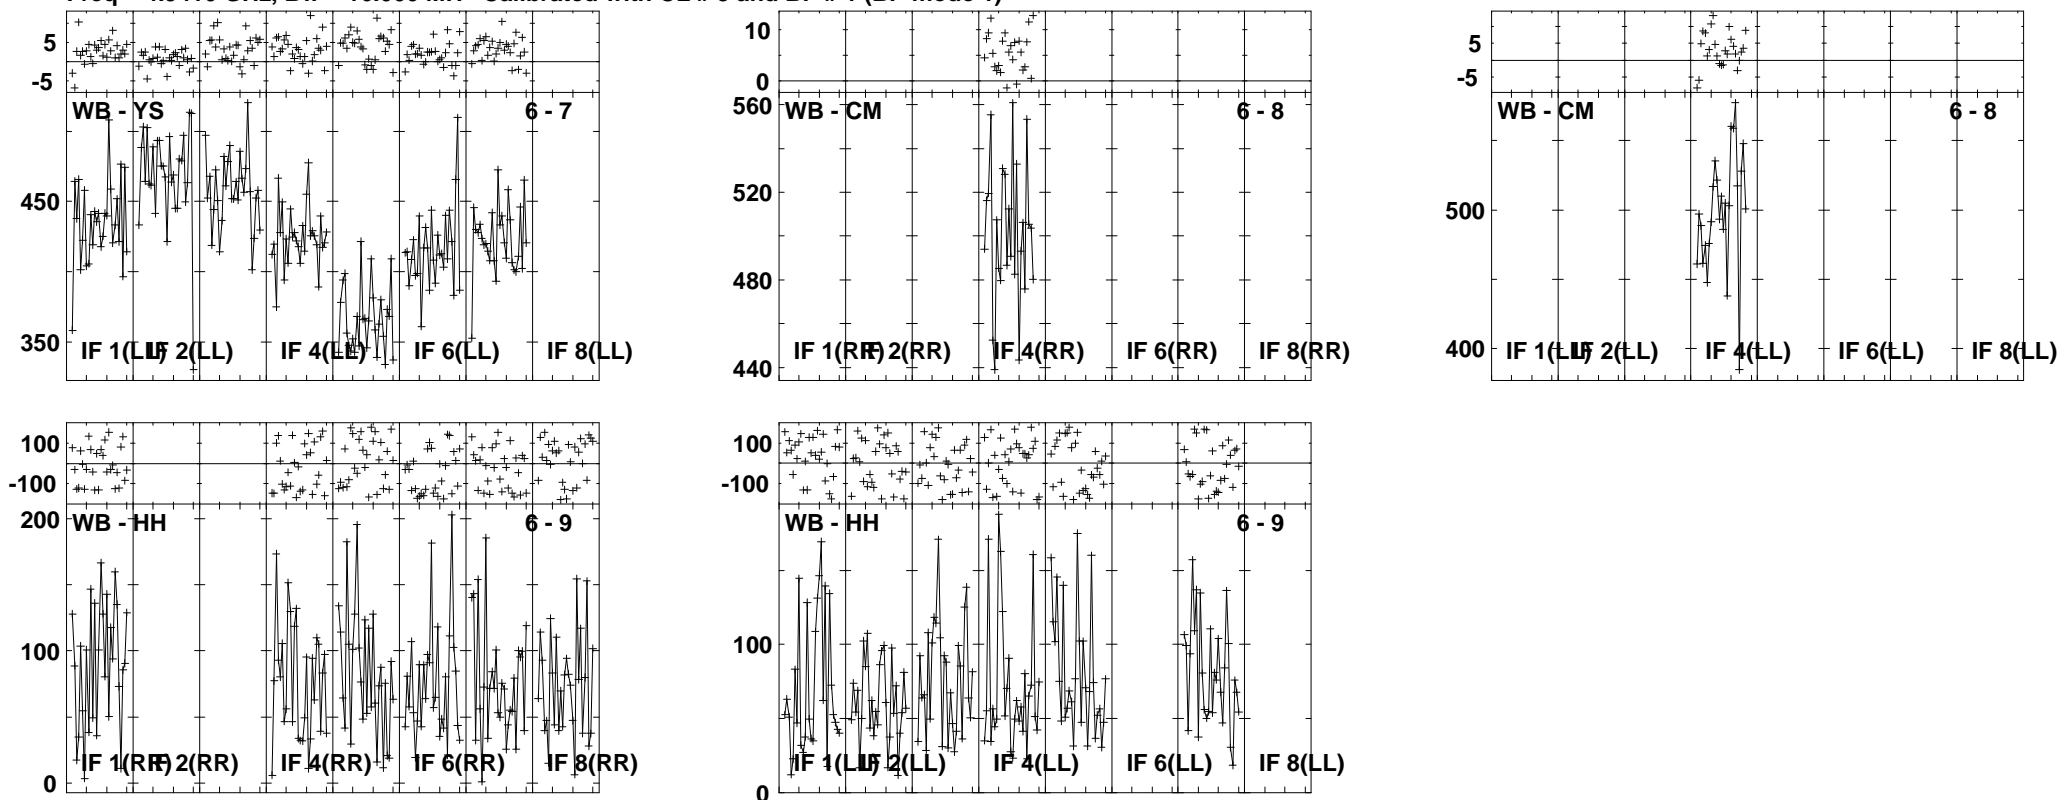 5
-5
WB - YS 6 - 7
450
350
IF 1(LL) IF 2(LL) IF 4(LL) IF 6(LL) IF 8(LL)
10
0
560
WB - CM 6 - 8
520
480
440
IF 1(RR) IF 2(RR) IF 4(RR) IF 6(RR) IF 8(RR)
5
-5
WB - CM 6 - 8
500
400
IF 1(LL) IF 2(LL) IF 4(LL) IF 6(LL) IF 8(LL)
100
-100
200
WB - HH 6 - 9
100
0
IF 1(RR) IF 2(RR) IF 4(RR) IF 6(RR) IF 8(RR)
100
-100
WB - HH 6 - 9
100
0
IF 1(LL) IF 2(LL) IF 4(LL) IF 6(LL) IF 8(LL)